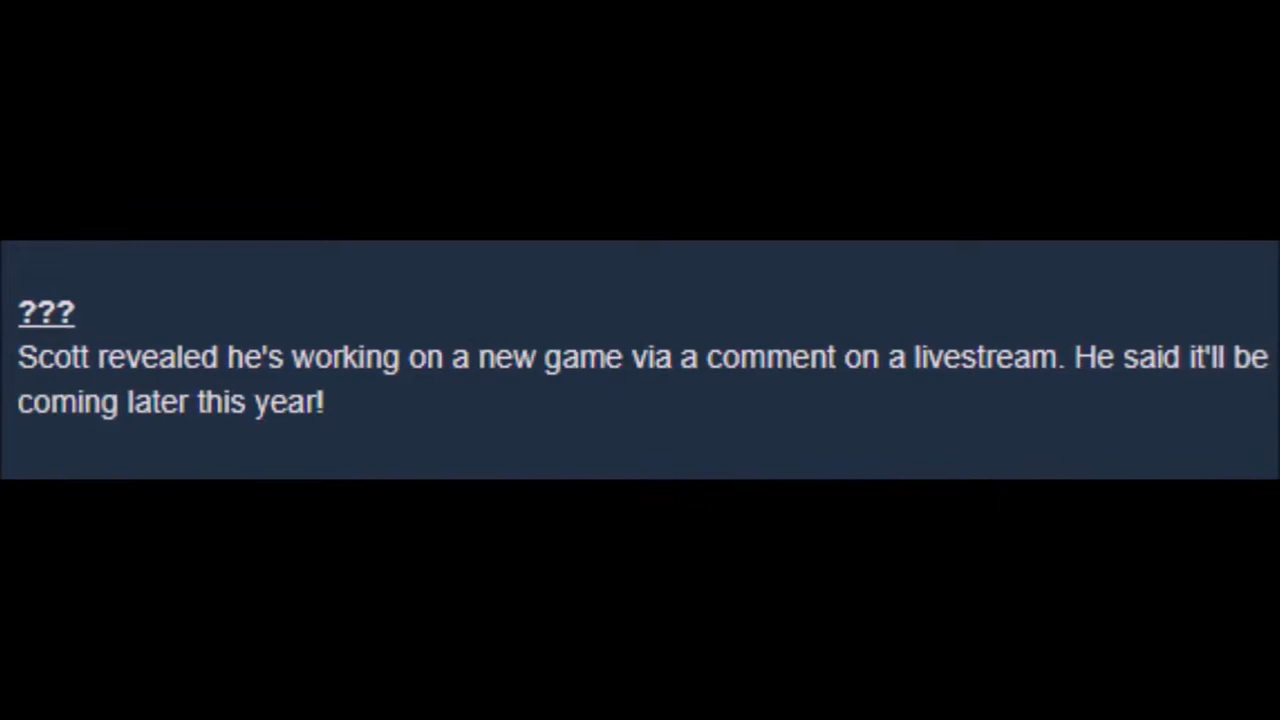 ???
Scott revealed he's working on a new game via a comment on a livestream. He said it'll be
coming later this year!